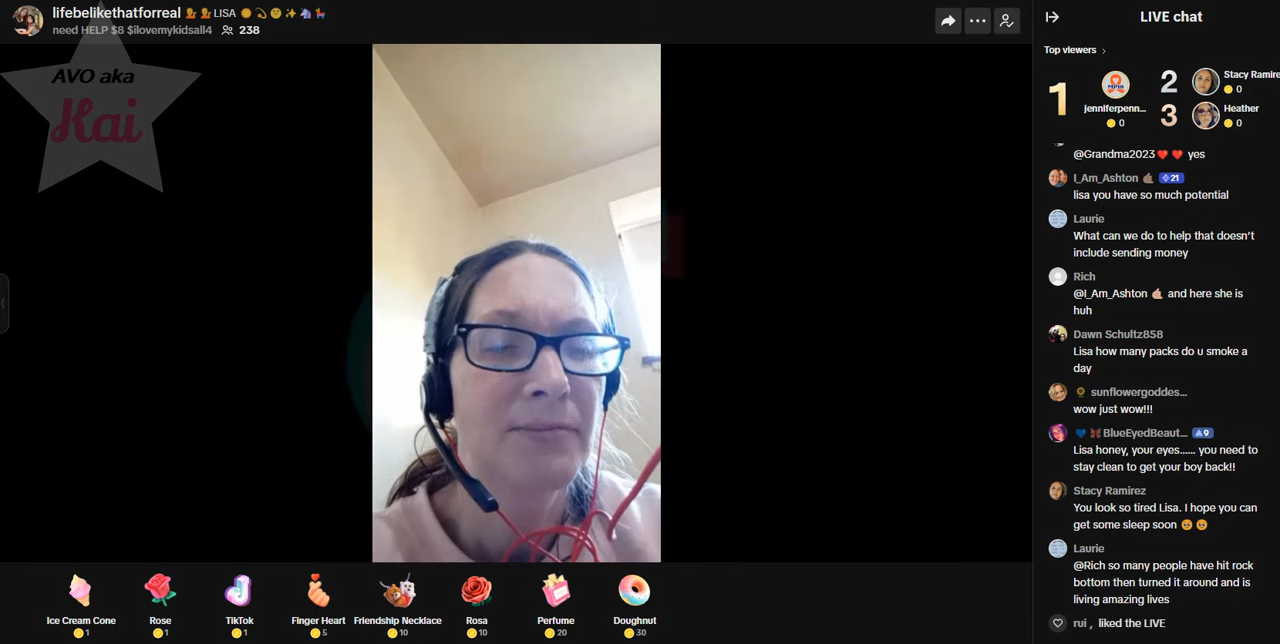 lifebelikethatforreal LISA
need HELP $8 $ilovemykidsall4 238
AVO aka
Kai
LIVE chat
Top viewers
1
jenniferpenn...
0
2
Stacy Ramire
0
3
Heather
0
@Grandma2023 yes
I_Am_Ashton 21
lisa you have so much potential
Laurie
What can we do to help that doesn't
include sending money
Rich
@I_Am_Ashton and here she is
huh
Dawn Schultz858
Lisa how many packs do u smoke a
day
sunflowergoddes...
wow just wow!!!
BlueEyedBeaut... 9
Lisa honey, your eyes...... you need to
stay clean to get your boy back!!
Stacy Ramirez
You look so tired Lisa. I hope you can
get some sleep soon
Laurie
@Rich so many people have hit rock
bottom then turned it around and is
living amazing lives
rui , liked the LIVE
Ice Cream Cone
1
Rose
1
TikTok
1
Finger Heart
5
Friendship Necklace
10
Rosa
10
Perfume
20
Doughnut
30